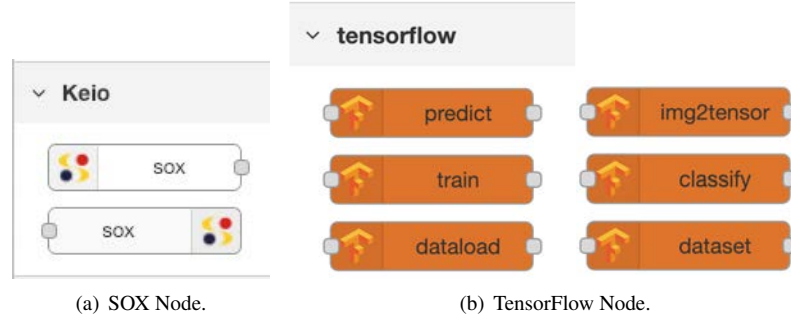 Keio
sox
sox
(a) SOX Node.
tensorflow
predict
img2tensor
train
classify
dataload
dataset
(b) TensorFlow Node.